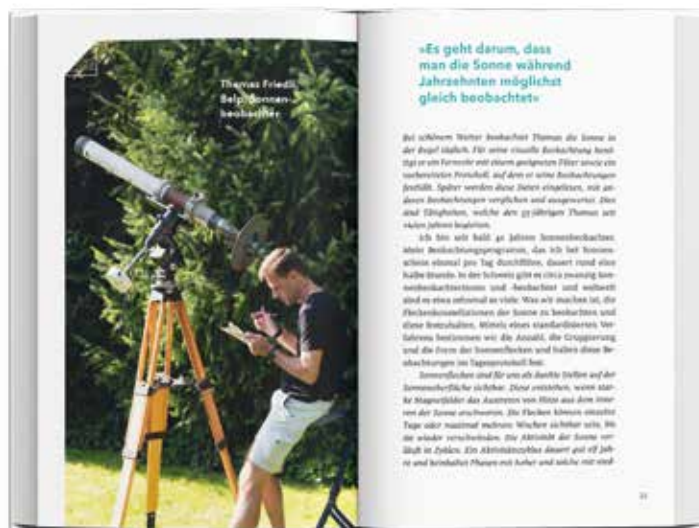 Thomas Friedli,
Belp, Sonnen-
beobachter
»Es geht darum, dass
man die Sonne während
Jahrzehnten möglichst
gleich beobachtet«
Bei schönem Wetter beobachtet Thomas die Sonne in
der Regel täglich. Für seine visuelle Beobachtung benö-
tigt er ein Fernrohr mit einem geeigneten Filter sowie ein
vorbereitetes Protokoll, auf dem er seine Beobachtungen
festhält. Später werden diese Daten eingelesen, mit an-
deren Beobachtungen verglichen und ausgewertet. Dies
sind Tätigkeiten, welche den 57-jährigen Thomas seit
vielen Jahren begleiten.
Ich bin seit bald 40 Jahren Sonnenbeobachter.
Mein Beobachtungsprogramm, das ich bei Sonnen-
schein einmal pro Tag durchführe, dauert rund eine
halbe Stunde. In der Schweiz gibt es circa zwanzig Son-
nenbeobachterinnen und -beobachter und weltweit
sind es etwa zehnmal so viele. Was wir machen ist, die
Fleckenkonstellationen der Sonne zu beobachten und
diese festzuhalten. Mittels eines standardisierten Ver-
fahrens bestimmen wir die Anzahl, die Gruppierung
und die Form der Sonnenflecken und halten diese Be-
obachtungen im Tagesprotokoll fest.
Sonnenflecken sind für uns als dunkle Stellen auf der
Sonnenoberfläche sichtbar. Diese entstehen, wenn star-
ke Magnetfelder das Austreten von Hitze aus dem Inne-
ren der Sonne erschweren. Die Flecken können einzelne
Tage oder maximal mehrere Wochen sichtbar sein, bis
sie wieder verschwinden. Die Aktivität der Sonne ver-
läuft in Zyklen. Ein Aktivitätszyklus dauert gut elf Jah-
re und beinhaltet Phasen mit hoher und solche mit nied-